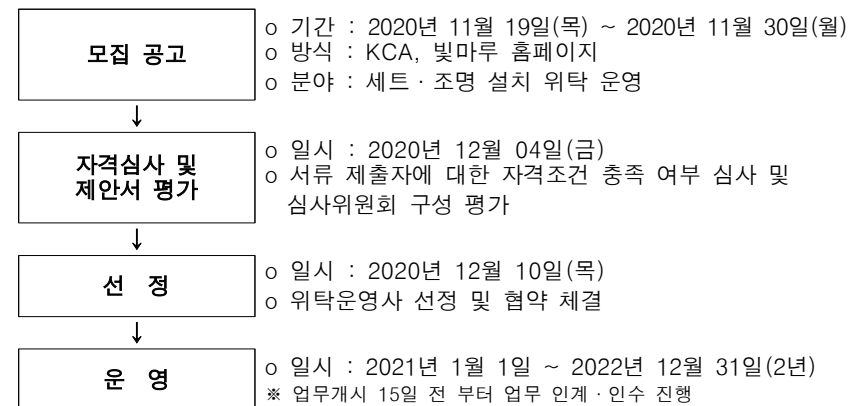 모집 공고
o 기간 : 2020년 11월 19일(목) ~ 2020년 11월 30일(월)
o 방식 : KCA, 빛마루 홈페이지
o 분야 : 세트 · 조명 설치 위탁 운영
↓
자격심사 및
제안서 평가
o 일시 : 2020년 12월 04일(금)
o 서류 제출자에 대한 자격조건 충족 여부 심사 및
심사위원회 구성 평가
↓
선 정
o 일시 : 2020년 12월 10일(목)
o 위탁운영사 선정 및 협약 체결
↓
운 영
o 일시 : 2021년 1월 1일 ~ 2022년 12월 31일(2년)
※ 업무개시 15일 전 부터 업무 인계 · 인수 진행